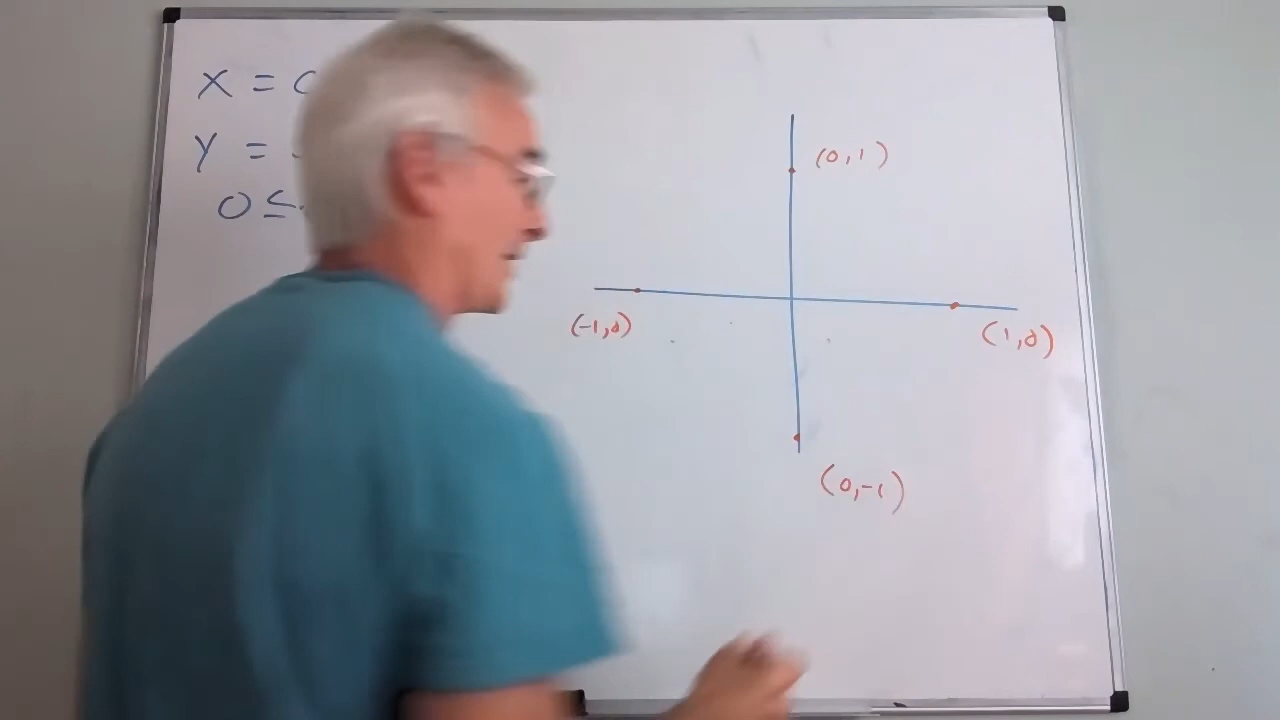 X = C
Y =
0 ≤
(0,1)
(-1,0)
(1,0)
(0,-1)